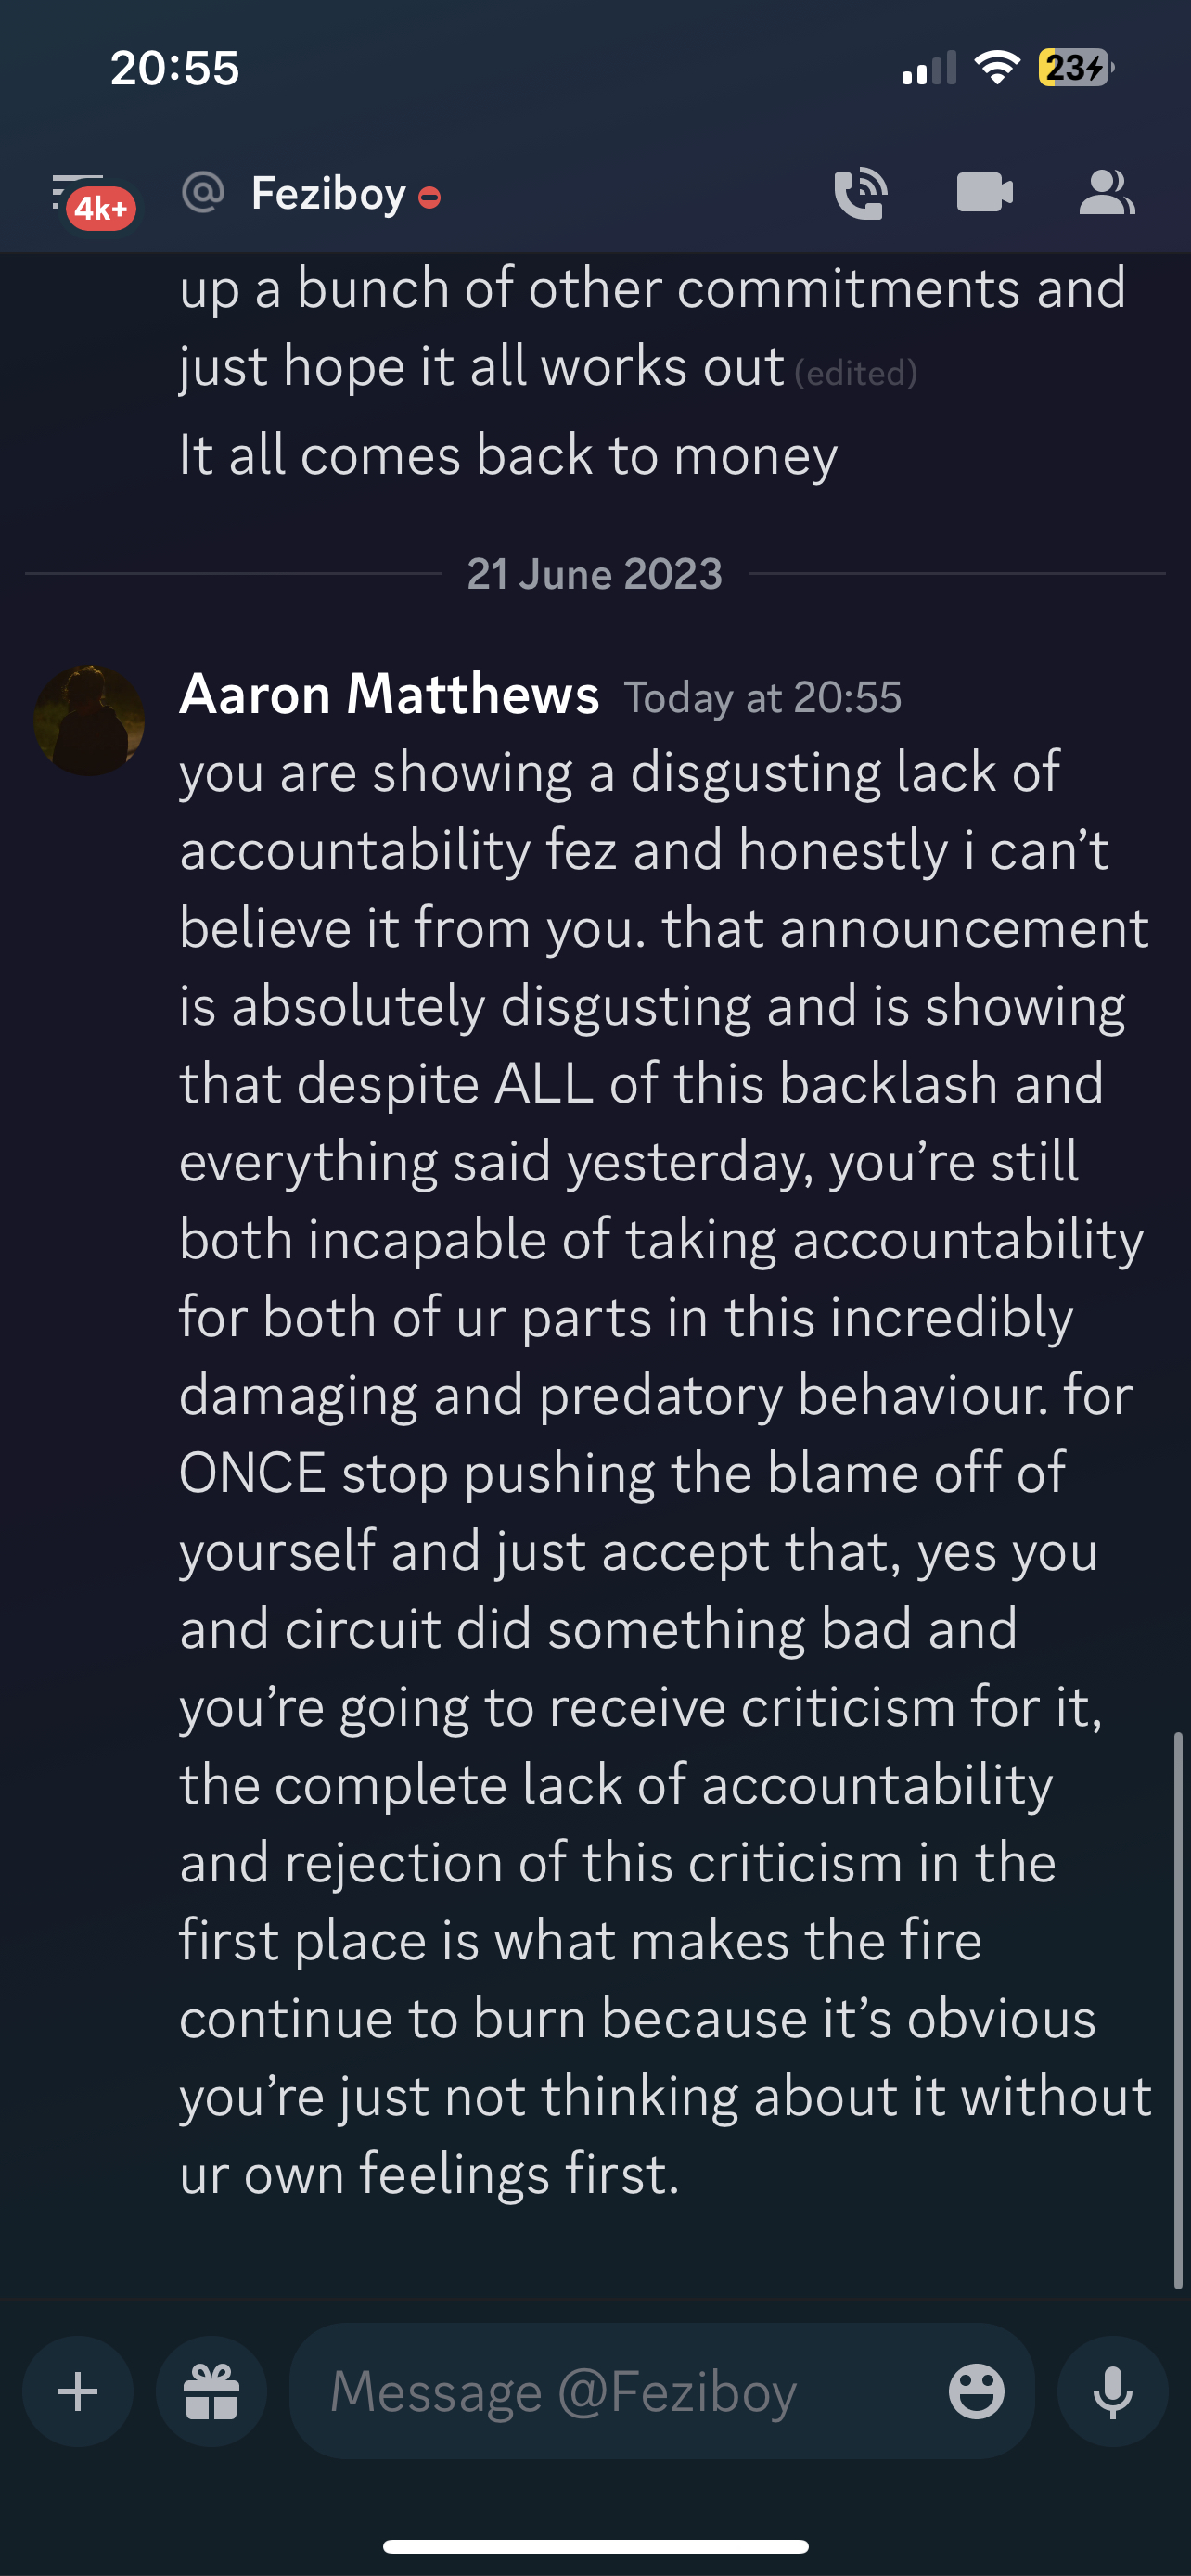 20:55
23
4k+
@ Feziboy
up a bunch of other commitments and
just hope it all works out (edited)
It all comes back to money
21 June 2023
Aaron Matthews Today at 20:55
you are showing a disgusting lack of
accountability fez and honestly i can’t
believe it from you. that announcement
is absolutely disgusting and is showing
that despite ALL of this backlash and
everything said yesterday, you’re still
both incapable of taking accountability
for both of ur parts in this incredibly
damaging and predatory behaviour. for
ONCE stop pushing the blame off of
yourself and just accept that, yes you
and circuit did something bad and
you’re going to receive criticism for it,
the complete lack of accountability
and rejection of this criticism in the
first place is what makes the fire
continue to burn because it’s obvious
you’re just not thinking about it without
ur own feelings first.
Message @Feziboy